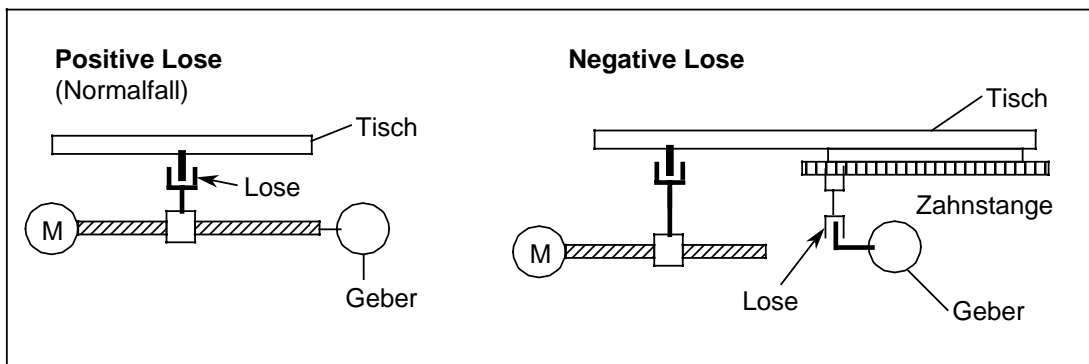 Positive Lose
(Normalfall)
Tisch
Lose
M
Geber
Negative Lose
Tisch
Zahnstange
M
Lose
Geber